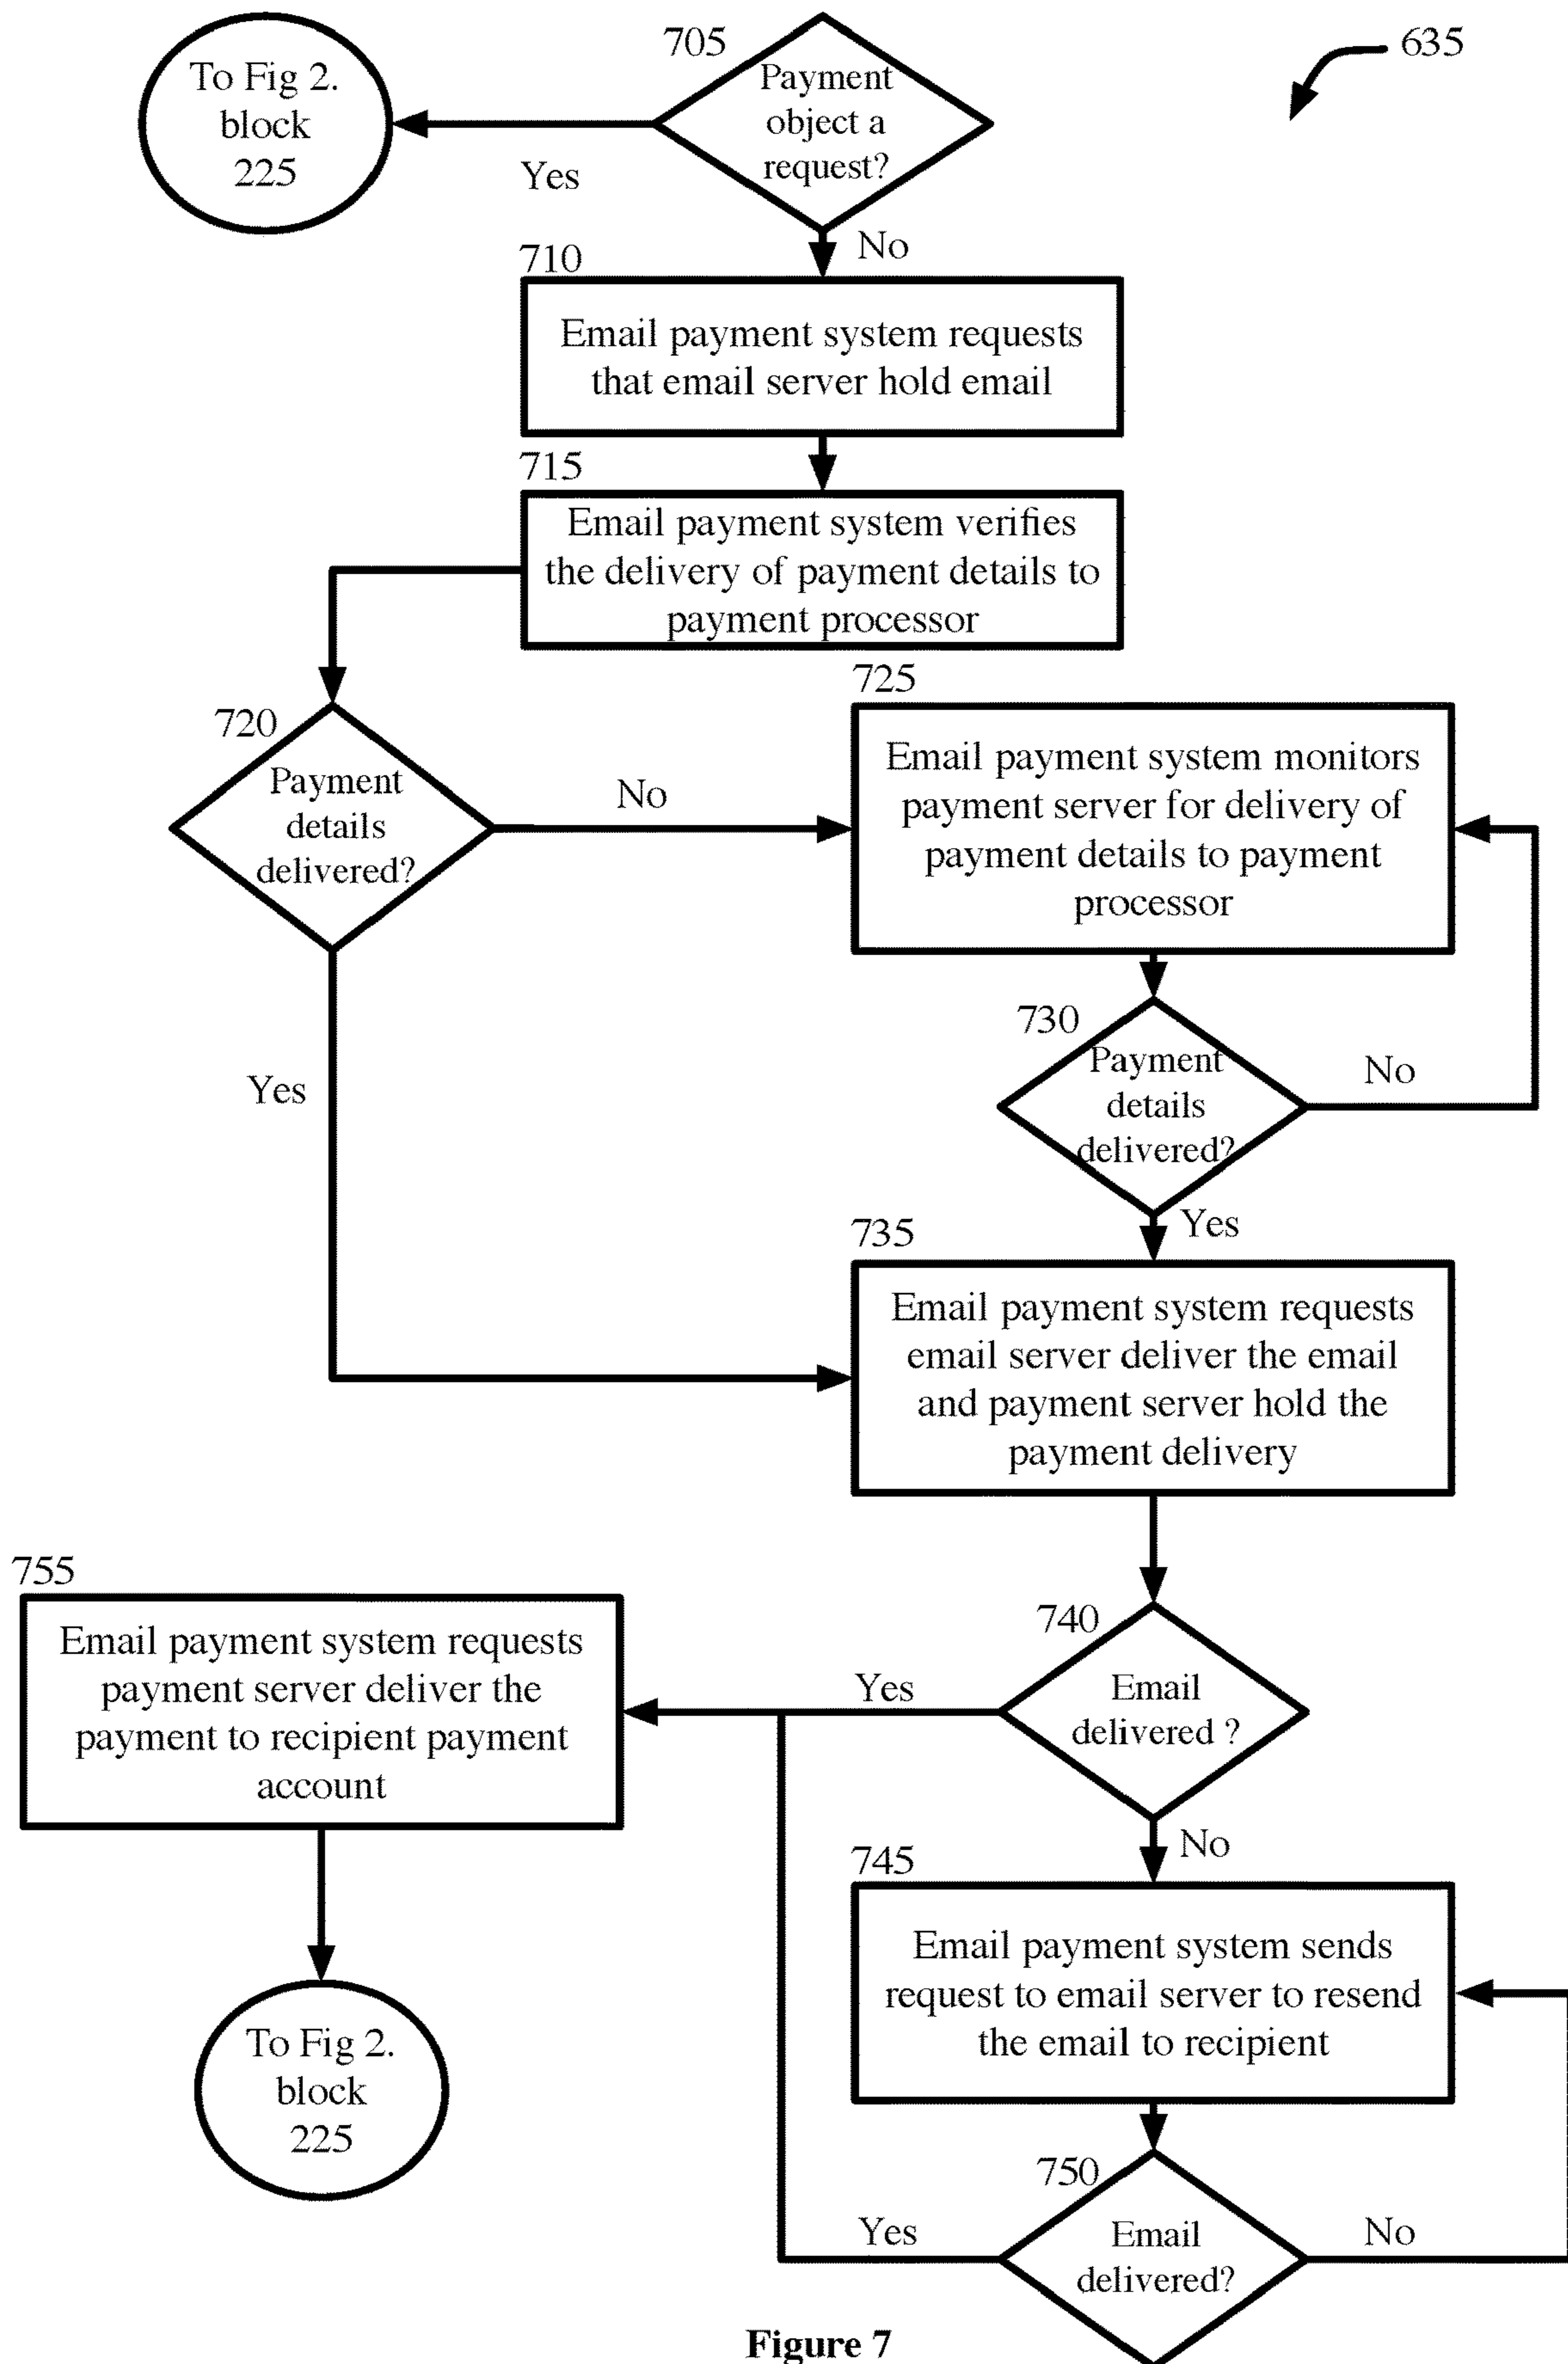 To Fig 2.
block
225
705
Payment
object a
request?
635
Yes
No
710
Email payment system requests
that email server hold email
715
Email payment system verifies
the delivery of payment details to
payment processor
720
Payment
details
delivered?
No
Yes
725
Email payment system monitors
payment server for delivery of
payment details to payment
processor
730
Payment
details
delivered?
No
Yes
735
Email payment system requests
email server deliver the email
and payment server hold the
payment delivery
740
Email
delivered ?
Yes
No
755
Email payment system requests
payment server deliver the
payment to recipient payment
account
To Fig 2.
block
225
745
Email payment system sends
request to email server to resend
the email to recipient
750
Email
delivered?
Yes
No
Figure 7